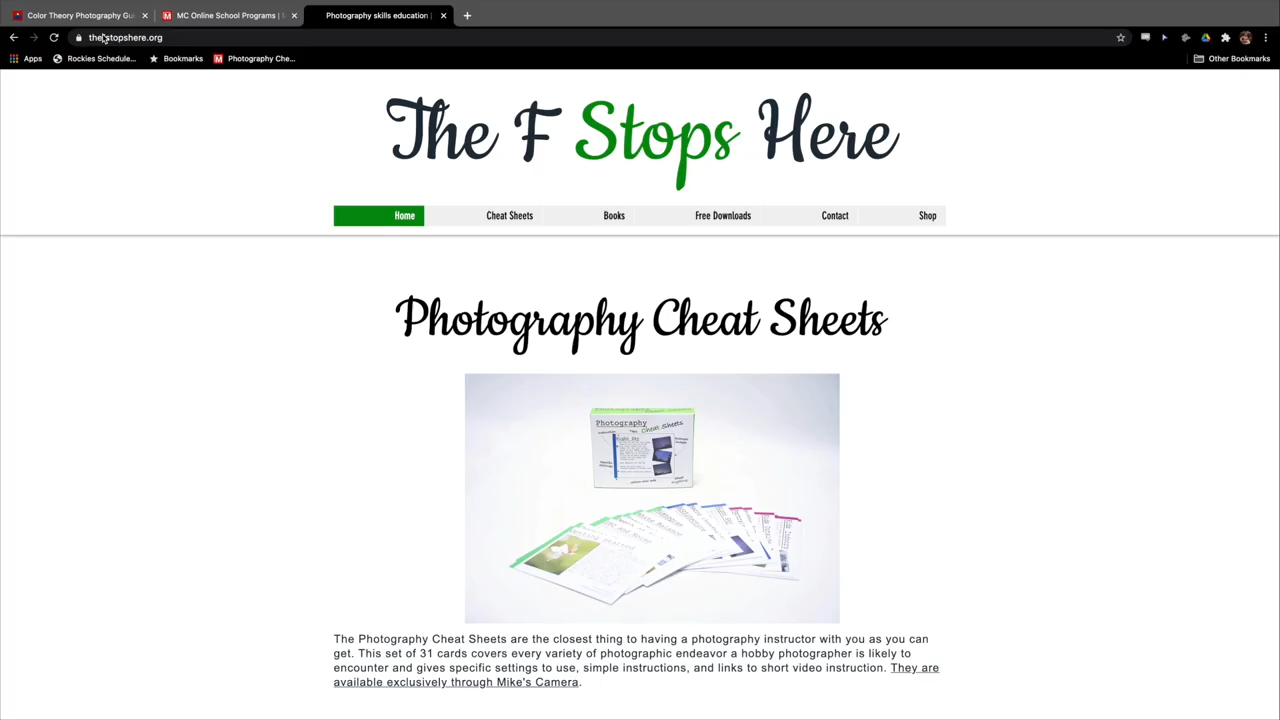 Color Theory Photography Gui
MC Online School Programs |
Photography skills education |
thefstopshere.org
Apps
Rockies Schedule...
Bookmarks
Photography Che...
Other Bookmarks
The F Stops Here
Home
Cheat Sheets
Books
Free Downloads
Contact
Shop
Photography Cheat Sheets
Photography
Cheat Sheets
Night Sky
The Photography Cheat Sheets are the closest thing to having a photography instructor with you as you can
get. This set of 31 cards covers every variety of photographic endeavor a hobby photographer is likely to
encounter and gives specific settings to use, simple instructions, and links to short video instruction. They are
available exclusively through Mike's Camera.